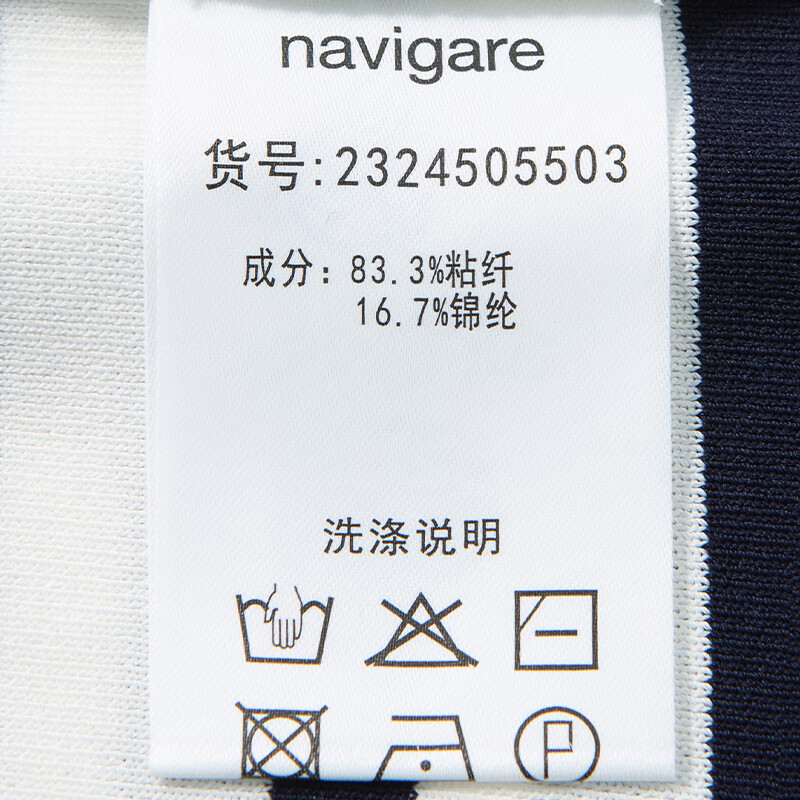 navigare
货号:2324505503
成分: 83.3%粘纤
16.7%锦纶
洗涤说明
P